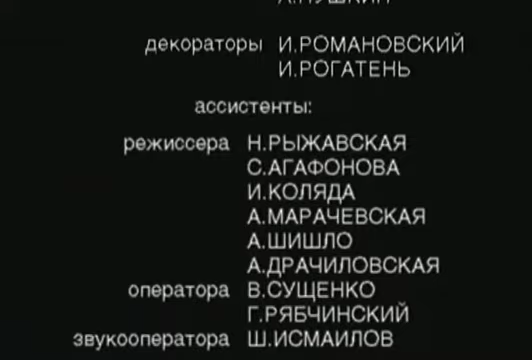 декораторы И.РОМАНОВСКИЙ
И.РОГАТЕНЬ
ассистенты:
режиссера Н.РЫЖАВСКАЯ
С.АГАФОНОВА
И.КОЛЯДА
А.МАРАЧЕВСКАЯ
А.ШИШЛО
А.ДРАЧИЛОВСКАЯ
оператора В.СУЩЕНКО
Г.РЯБЧИНСКИЙ
звукооператора Ш.ИСМАИЛОВ